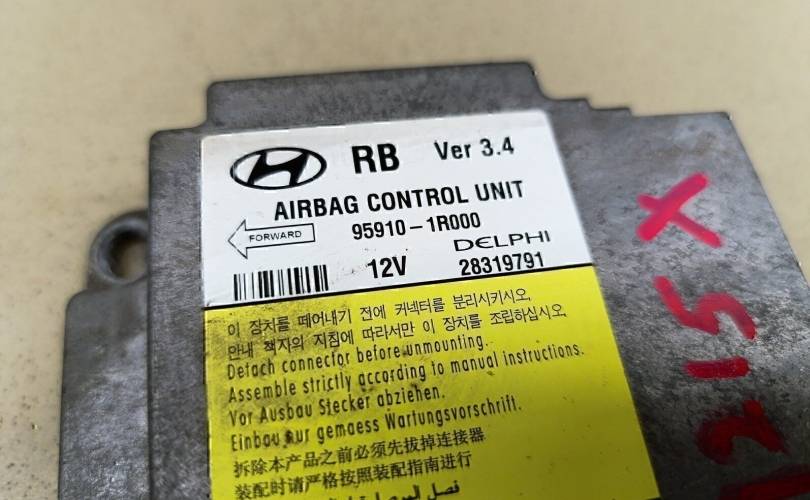 RB Ver 3.4
AIRBAG CONTROL UNIT
FORWARD
95910-1R000
DELPHI
12V 28319791
이 장치를 떼어내기 전에 커넥터를 분리시키시오.
안내 책자의 지침에 따라서만 이 장치를 조립하십시오.
Detach connector before unmounting.
Assemble strictly according to manual instructions.
Vor Ausbau Stecker abziehen.
Einbau nur gemaess Wartungsvorschrift.
拆除本产品之前必须先拔掉连接器
装配时请严格按照装配指南进行